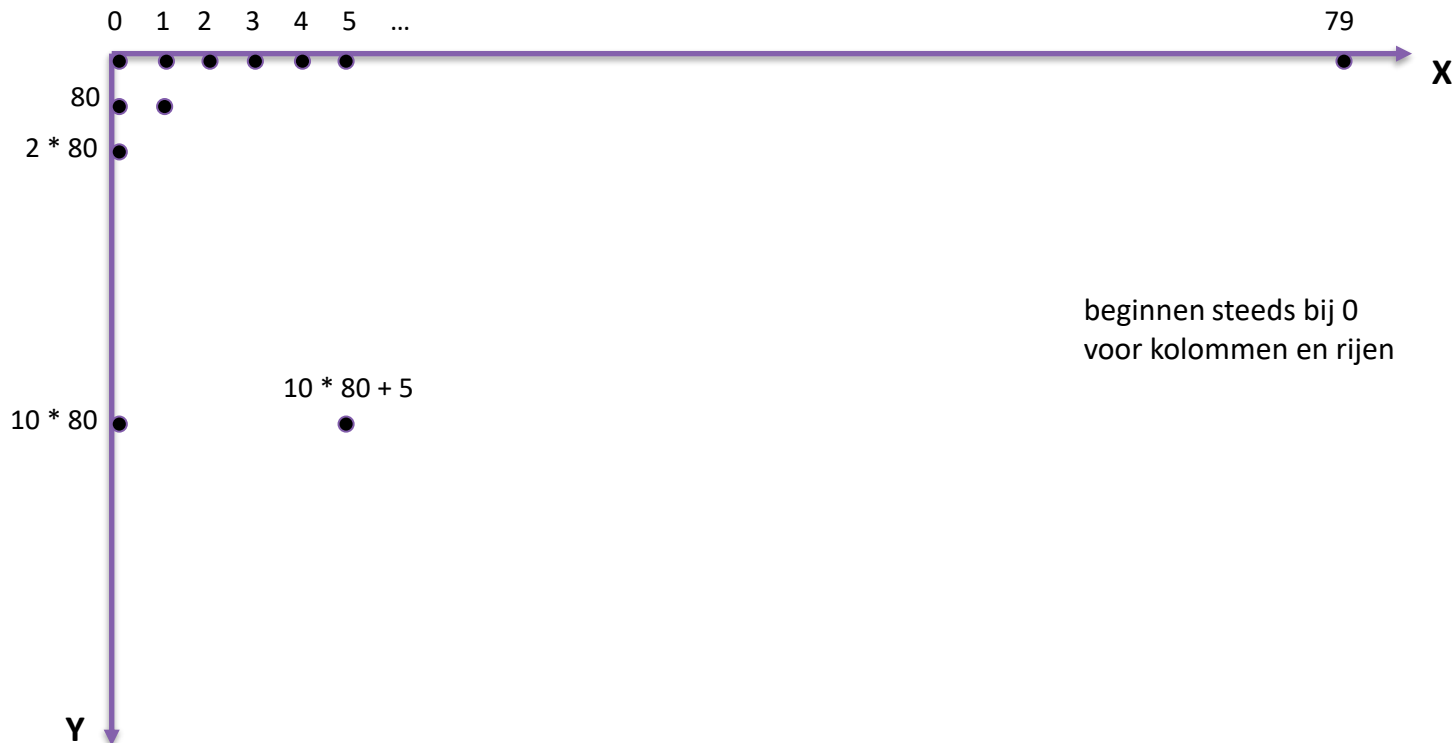 0 1 2 3 4 5 ... 79
X
80
2 * 80
beginnen steeds bij 0
voor kolommen en rijen
10 * 80 + 5
10 * 80
Y